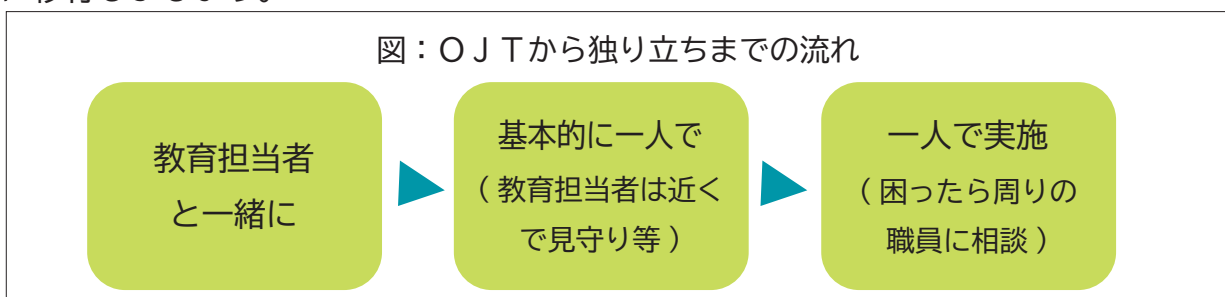 図：ＯＪＴから独り立ちまでの流れ
教育担当者
と一緒に
基本的に一人で
（教育担当者は近く
で見守り等）
一人で実施
（困ったら周りの
職員に相談）